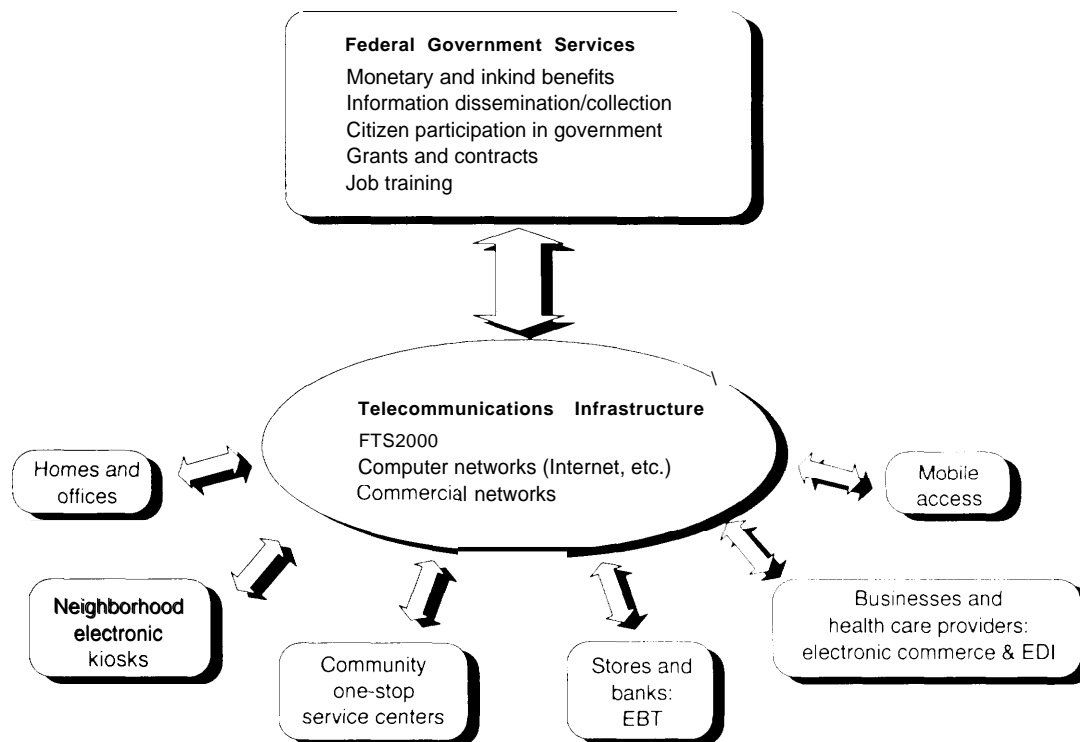 Federal Government Services
Monetary and inkind benefits
Information dissemination/collection
Citizen participation in government
Grants and contracts
Job training
Telecommunications Infrastructure
FTS2000
Computer networks (Internet, etc.)
Commercial networks
Homes and
offices
Mobile
access
Neighborhood
electronic
kiosks
Community
one-stop
service centers
Stores and
banks:
EBT
Businesses and
health care providers:
electronic commerce & EDI